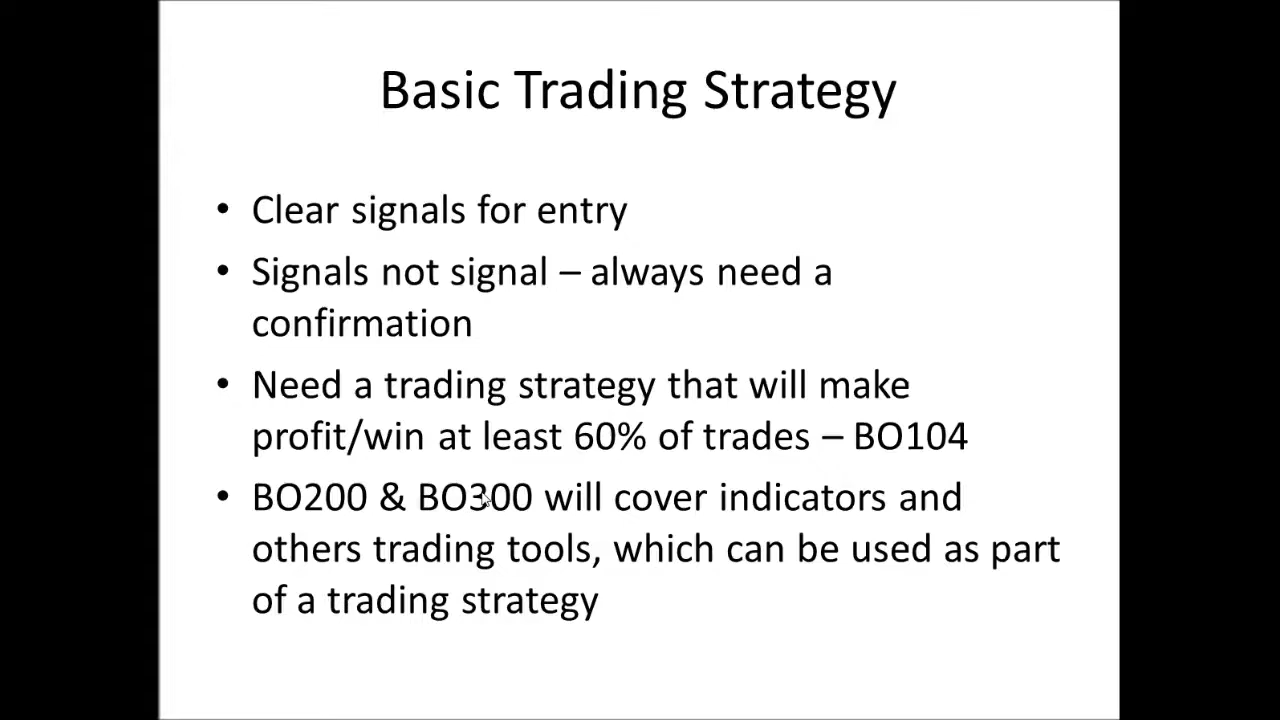 Basic Trading Strategy
• Clear signals for entry
• Signals not signal – always need a
confirmation
• Need a trading strategy that will make
profit/win at least 60% of trades – BO104
• BO200 & BO300 will cover indicators and
others trading tools, which can be used as part
of a trading strategy